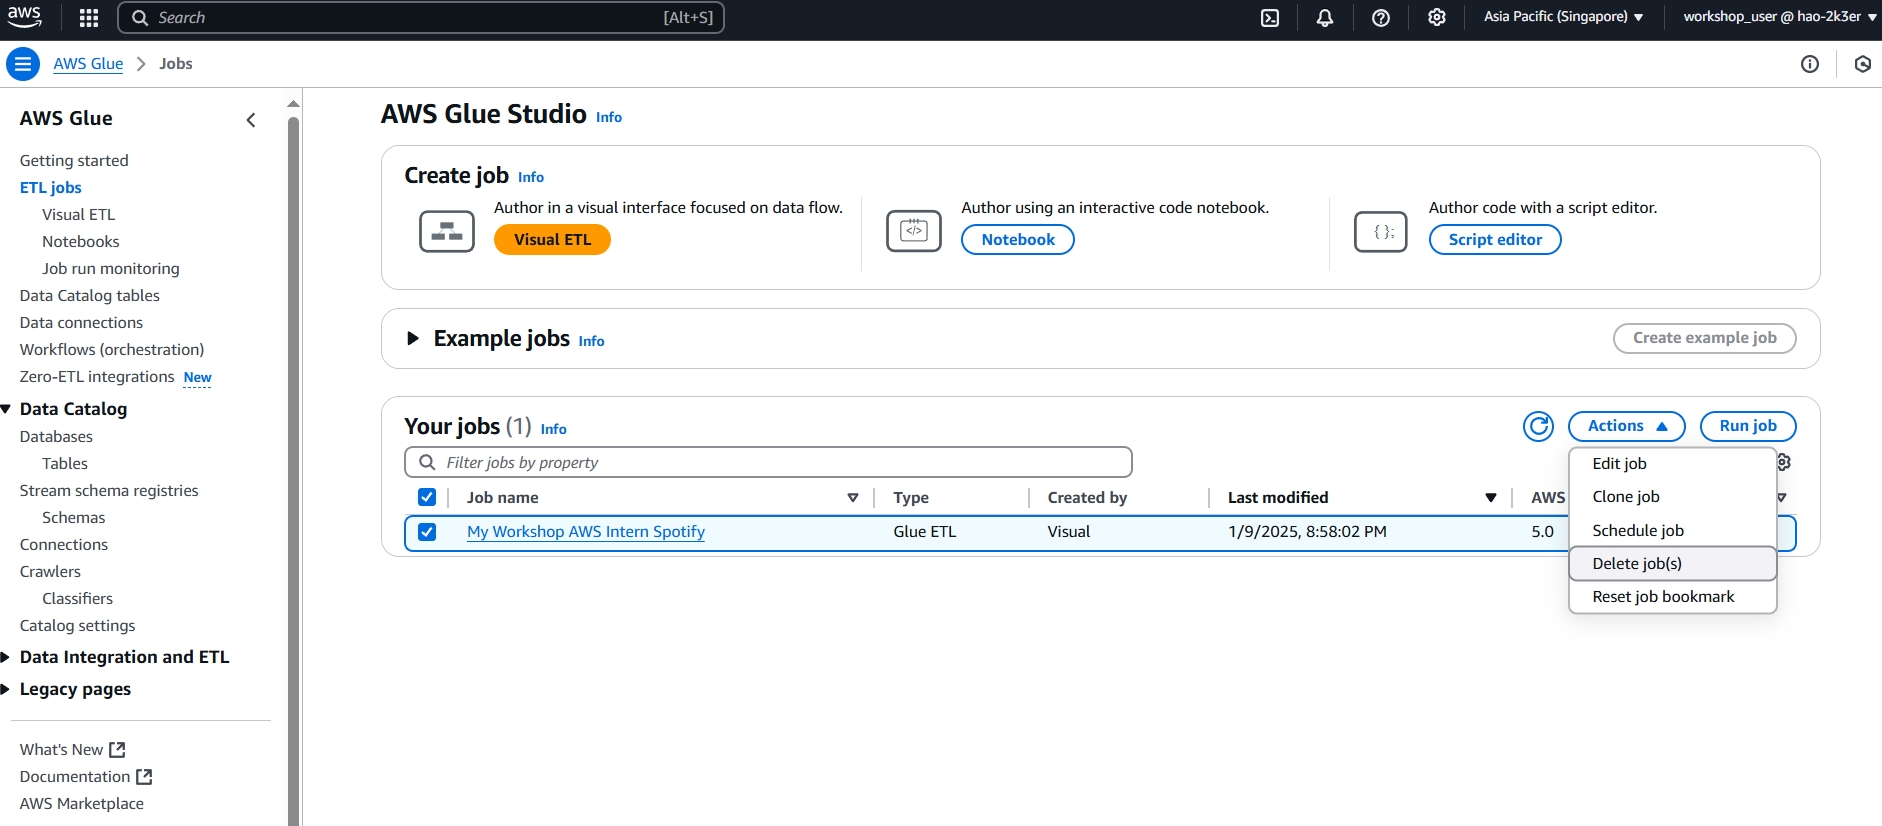 aws
Search
[Alt+S]
Asia Pacific (Singapore)
workshop_user @ hao-2k3er
AWS Glue
Jobs
AWS Glue
Getting started
ETL jobs
Visual ETL
Notebooks
Job run monitoring
Data Catalog tables
Data connections
Workflows (orchestration)
Zero-ETL integrations New
Data Catalog
Databases
Tables
Stream schema registries
Schemas
Connections
Crawlers
Classifiers
Catalog settings
Data Integration and ETL
Legacy pages
What's New
Documentation
AWS Marketplace
AWS Glue Studio Info
Create job Info
Author in a visual interface focused on data flow.
Visual ETL
Author using an interactive code notebook.
Notebook
Author code with a script editor.
Script editor
Example jobs Info
Create example job
Your jobs (1) Info
Actions
Run job
Filter jobs by property
Job name Type Created by Last modified AWS
My Workshop AWS Intern Spotify Glue ETL Visual 1/9/2025, 8:58:02 PM 5.0
Edit job
Clone job
Schedule job
Delete job(s)
Reset job bookmark